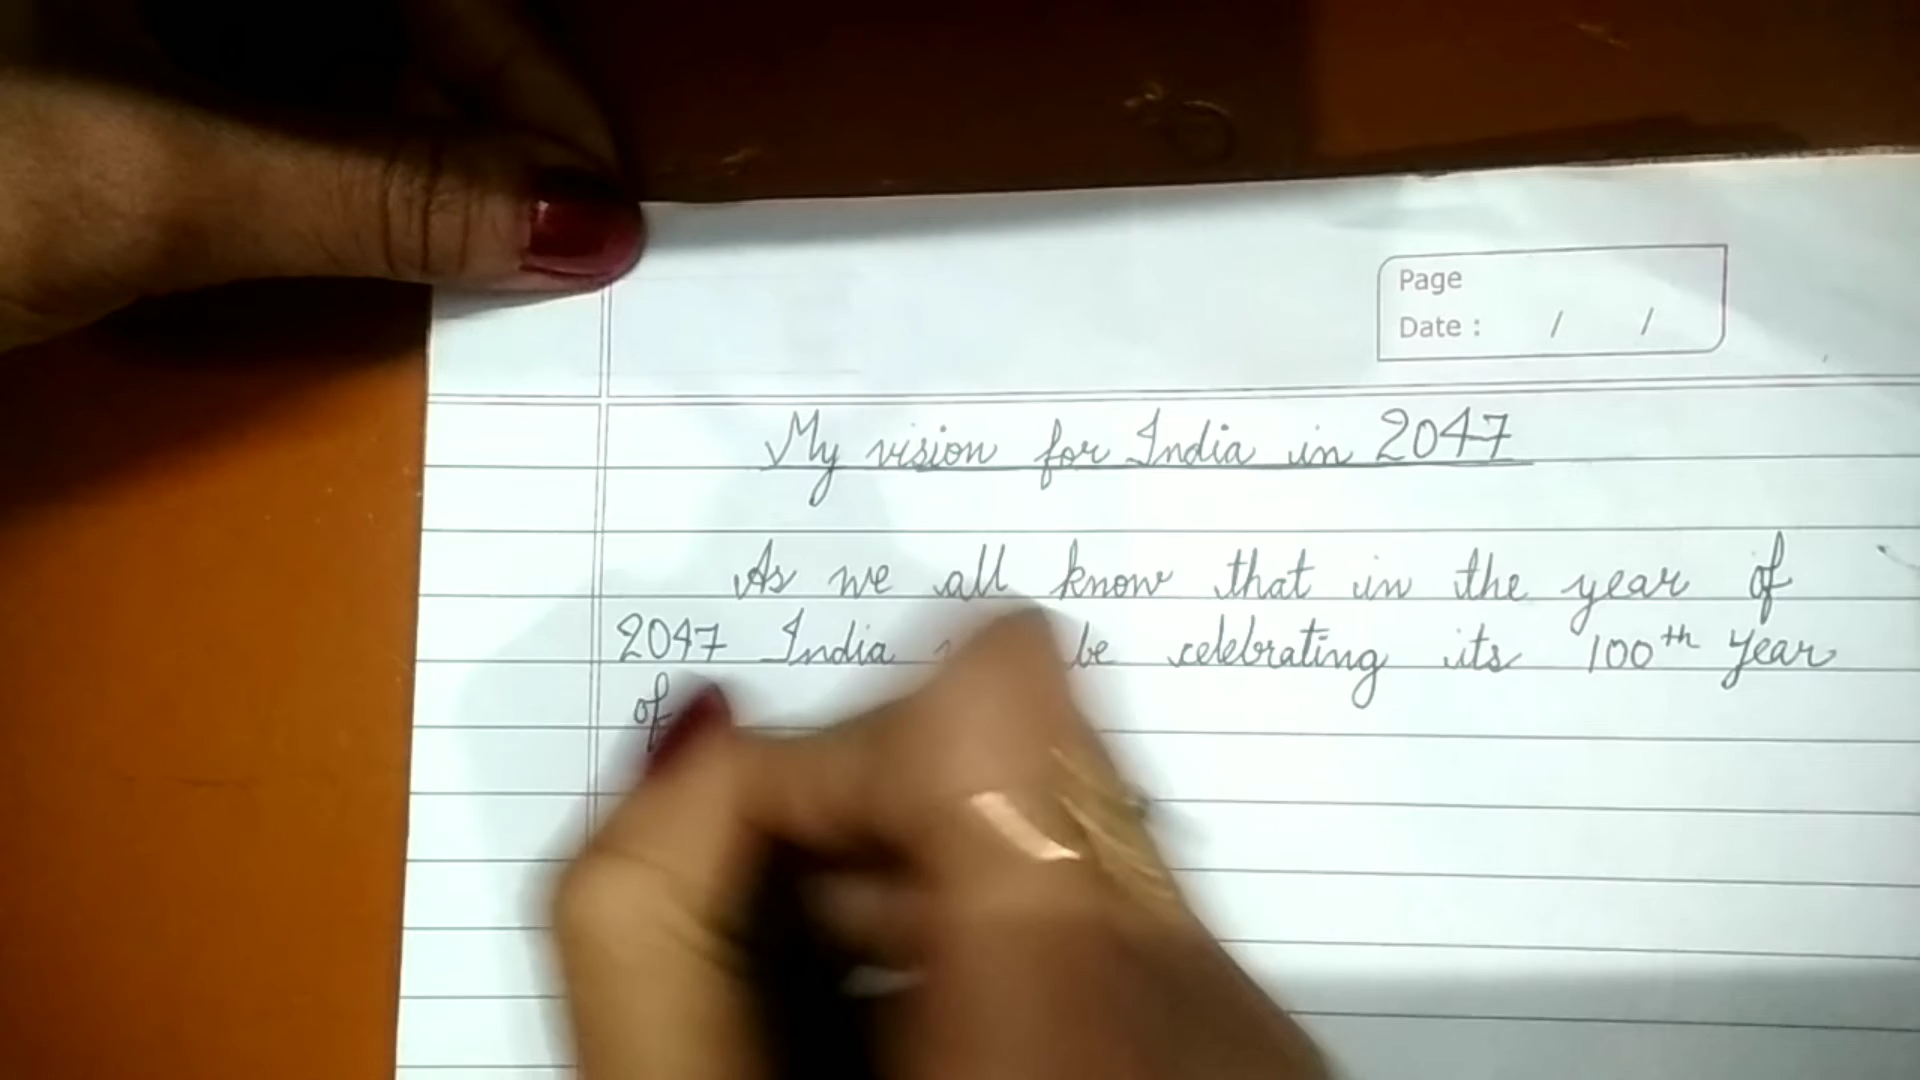 Page
Date : / /
My vision for India in 2047
As we all know that in the year of
2047 India be celebrating its 100th year
of